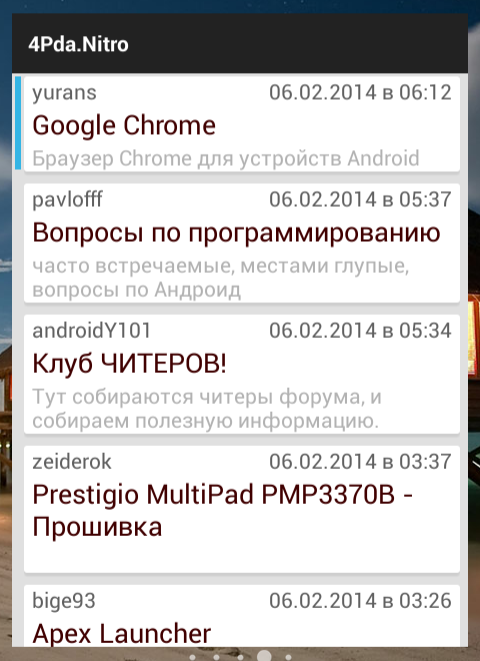 4Pda.Nitro
yurans 06.02.2014 в 06:12
Google Chrome
Браузер Chrome для устройств Android
pavlofff 06.02.2014 в 05:37
Вопросы по программированию
часто встречаемые, местами глупые,
вопросы по Андроид
androidY101 06.02.2014 в 05:34
Клуб ЧИТЕРОВ!
Тут собираются читеры форума, и
собираем полезную информацию.
zeiderok 06.02.2014 в 03:37
Prestigio MultiPad PMP3370B -
Прошивка
bige93 06.02.2014 в 03:26
Apex Launcher